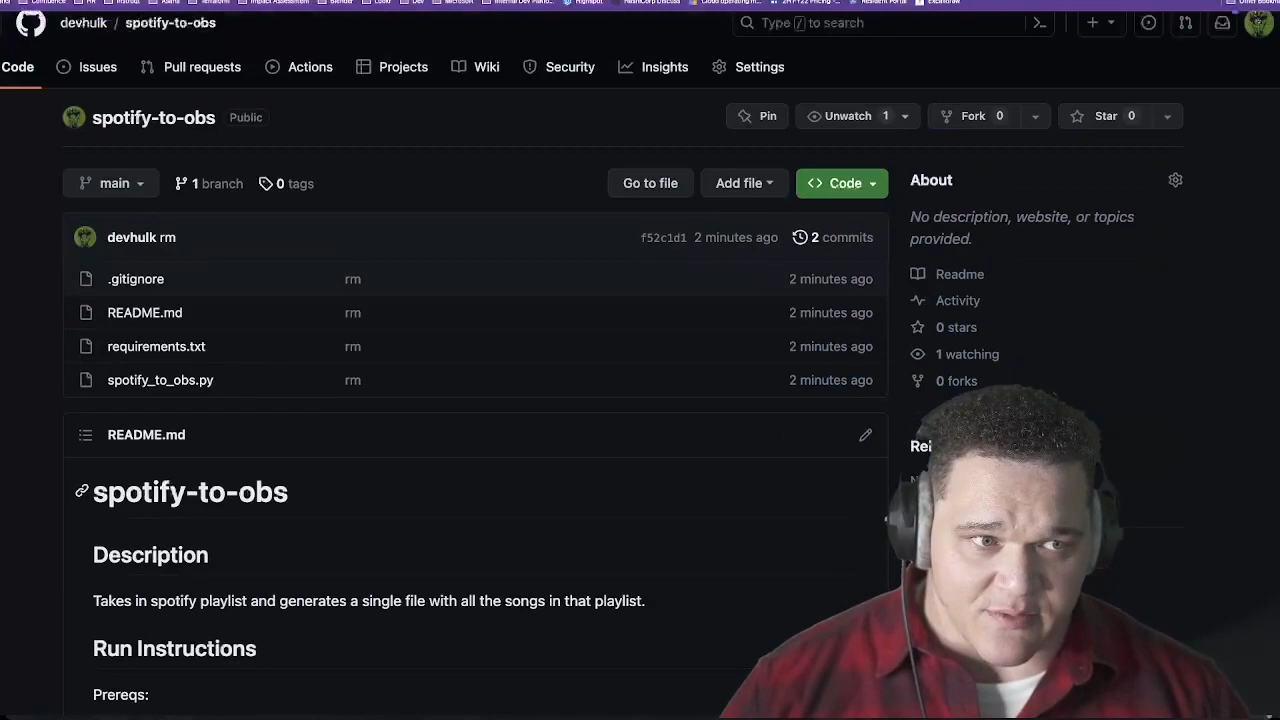 devhulk / spotify-to-obs
Type / to search
Code Issues Pull requests Actions Projects Wiki Security Insights Settings
spotify-to-obs Public
Pin Unwatch 1 Fork 0 Star 0
main 1 branch 0 tags Go to file Add file Code
About
No description, website, or topics
provided.
devhulk rm f52c1d1 2 minutes ago 2 commits
.gitignore rm 2 minutes ago
README.md rm 2 minutes ago
requirements.txt rm 2 minutes ago
spotify_to_obs.py rm 2 minutes ago
Readme
Activity
0 stars
1 watching
0 forks
README.md
spotify-to-obs
Description
Takes in spotify playlist and generates a single file with all the songs in that playlist.
Run Instructions
Prereqs: